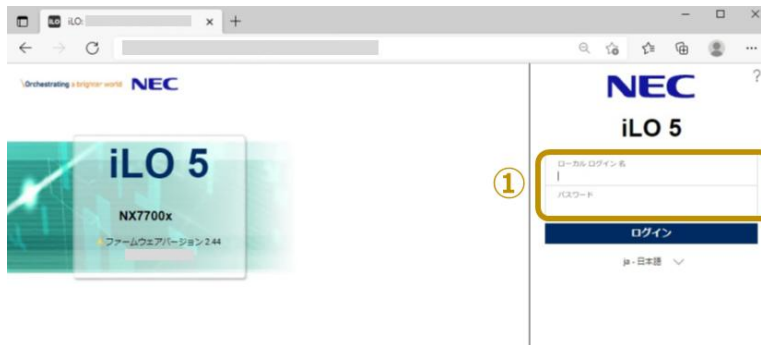 iLO:
\Orchestrating a brighter world NEC
iLO 5
NX7700x
ファームウェアバージョン 2.44
NEC
?
iLO 5
①
ローカル ログイン名
パスワード
ログイン
ja - 日本語